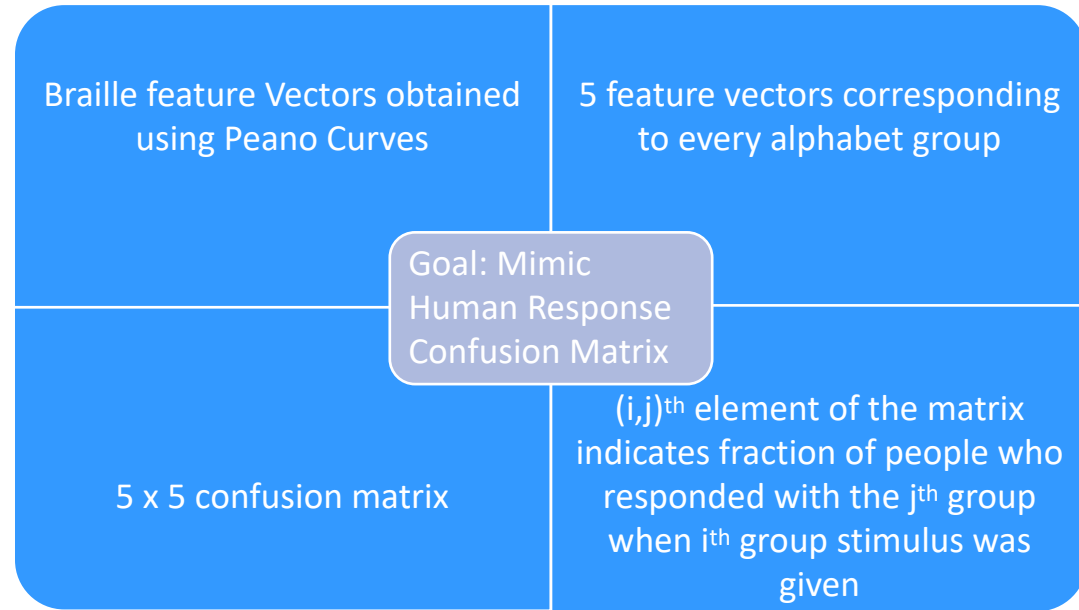 Braille feature Vectors obtained
using Peano Curves
5 feature vectors corresponding
to every alphabet group
Goal: Mimic
Human Response
Confusion Matrix
5 x 5 confusion matrix
(i,j)th element of the matrix
indicates fraction of people who
responded with the jth group
when ith group stimulus was
given